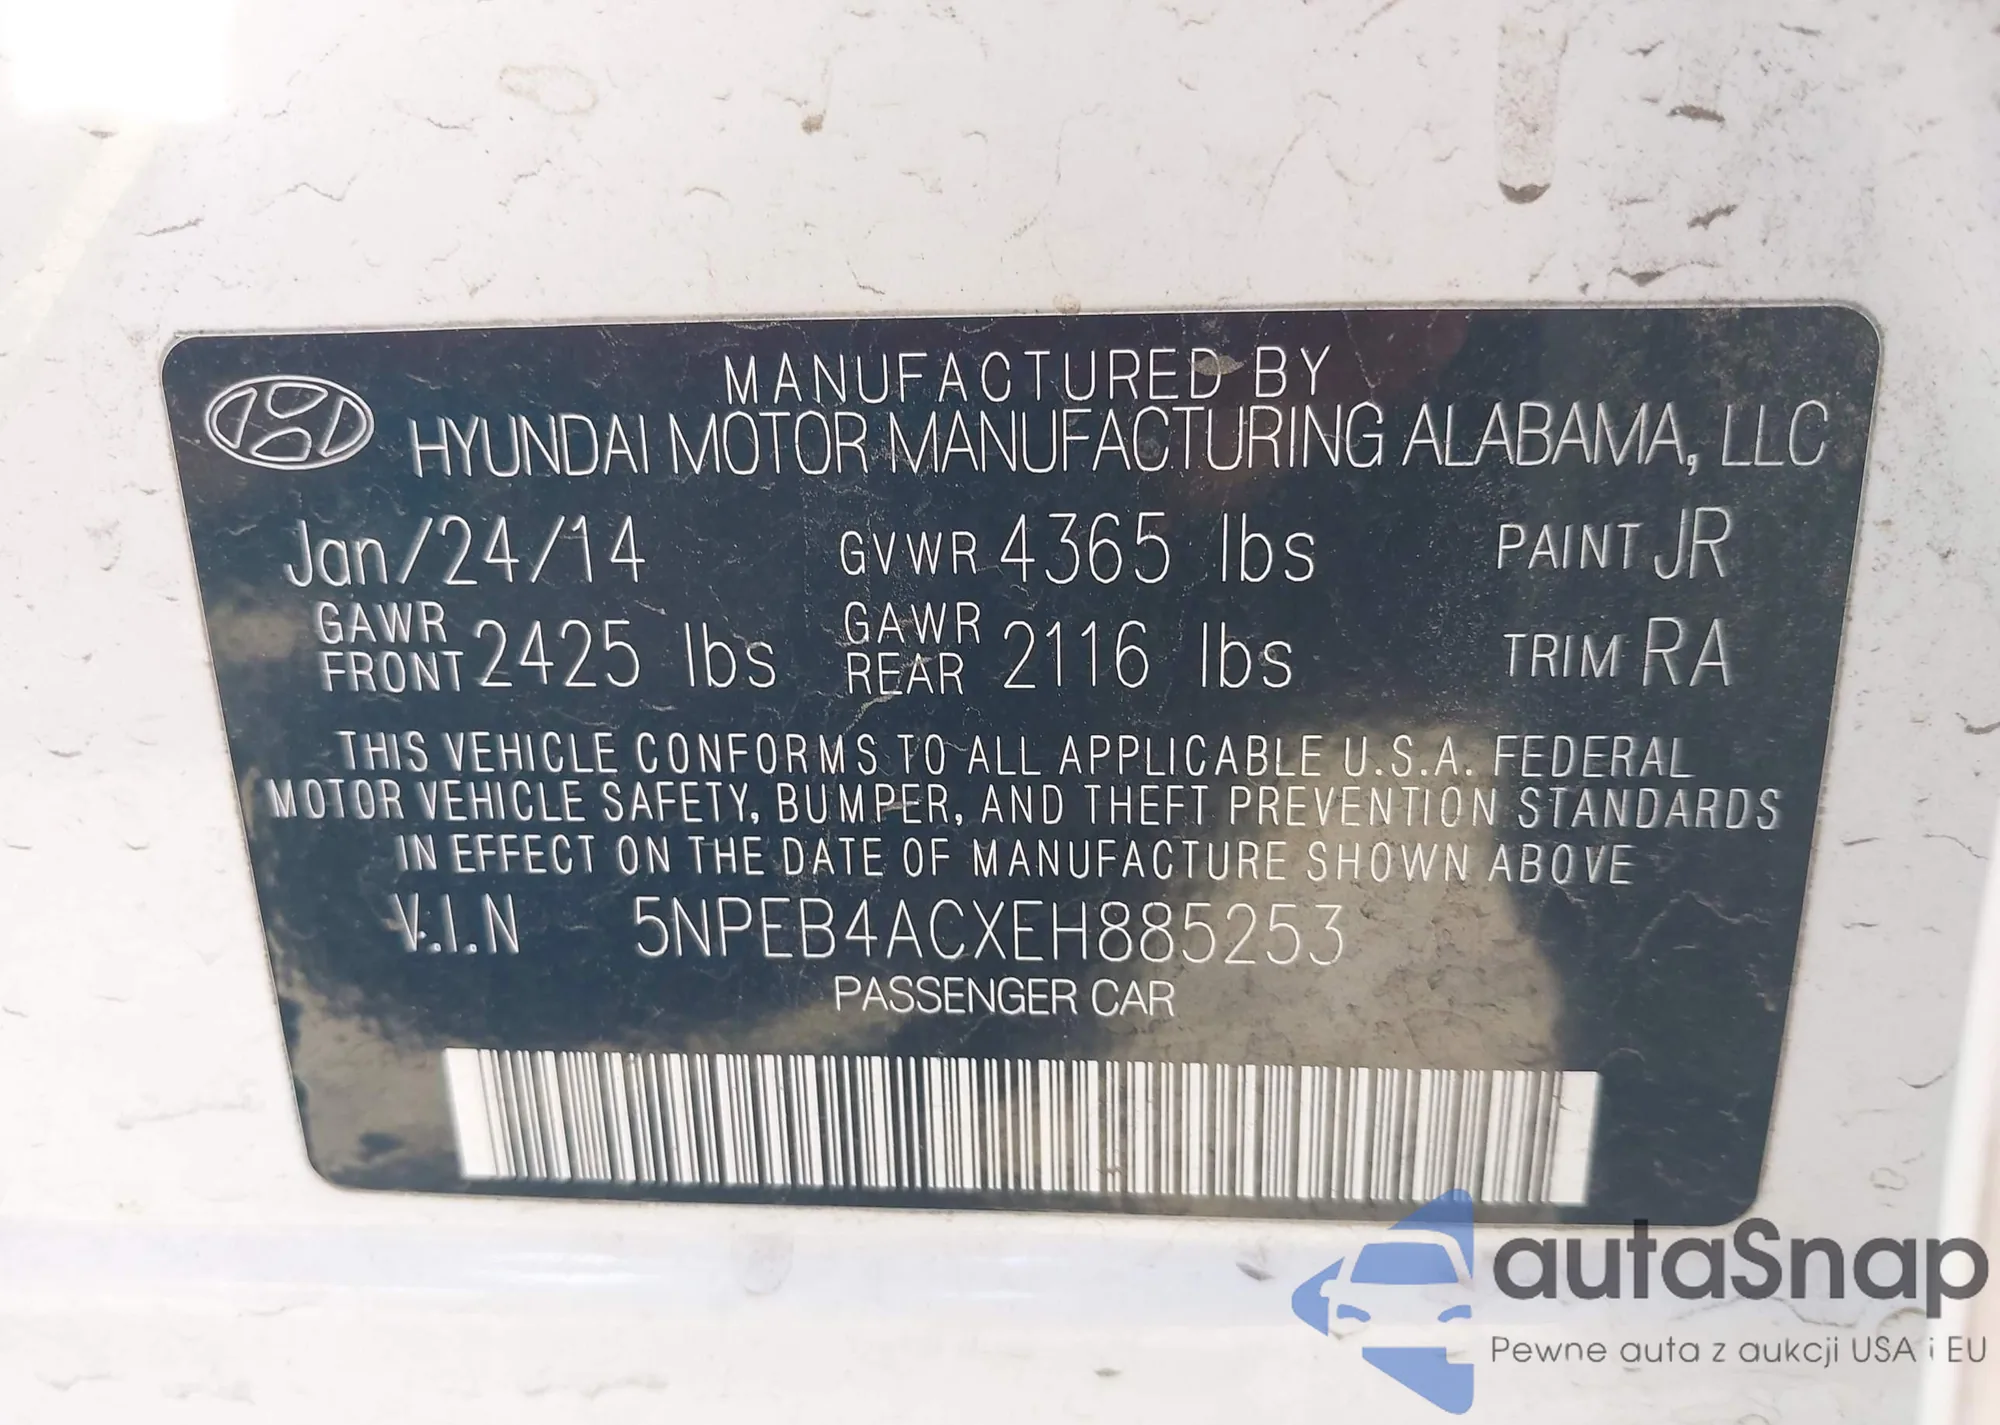 MANUFACTURED BY
HYUNDAI MOTOR MANUFACTURING ALABAMA, LLC
Jan/24/14 GVWR 4365 lbs PAINT JR
GAWR FRONT 2425 lbs GAWR REAR 2116 lbs TRIM RA
THIS VEHICLE CONFORMS TO ALL APPLICABLE U.S.A. FEDERAL
MOTOR VEHICLE SAFETY, BUMPER, AND THEFT PREVENTION STANDARDS
IN EFFECT ON THE DATE OF MANUFACTURE SHOWN ABOVE
V.I.N 5NPEB4ACXEH885253
PASSENGER CAR
autaSnap
Pewne auta z aukcji USA i EU